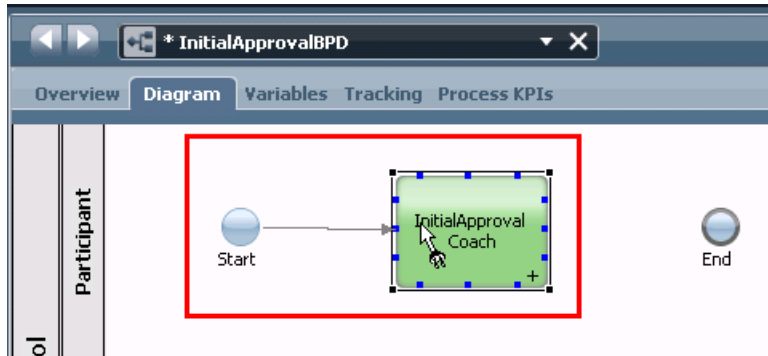 * InitialApprovalBPD
Overview Diagram Variables Tracking Process KPIs
Participant
InitialApproval
Coach
+
Start
End
ol